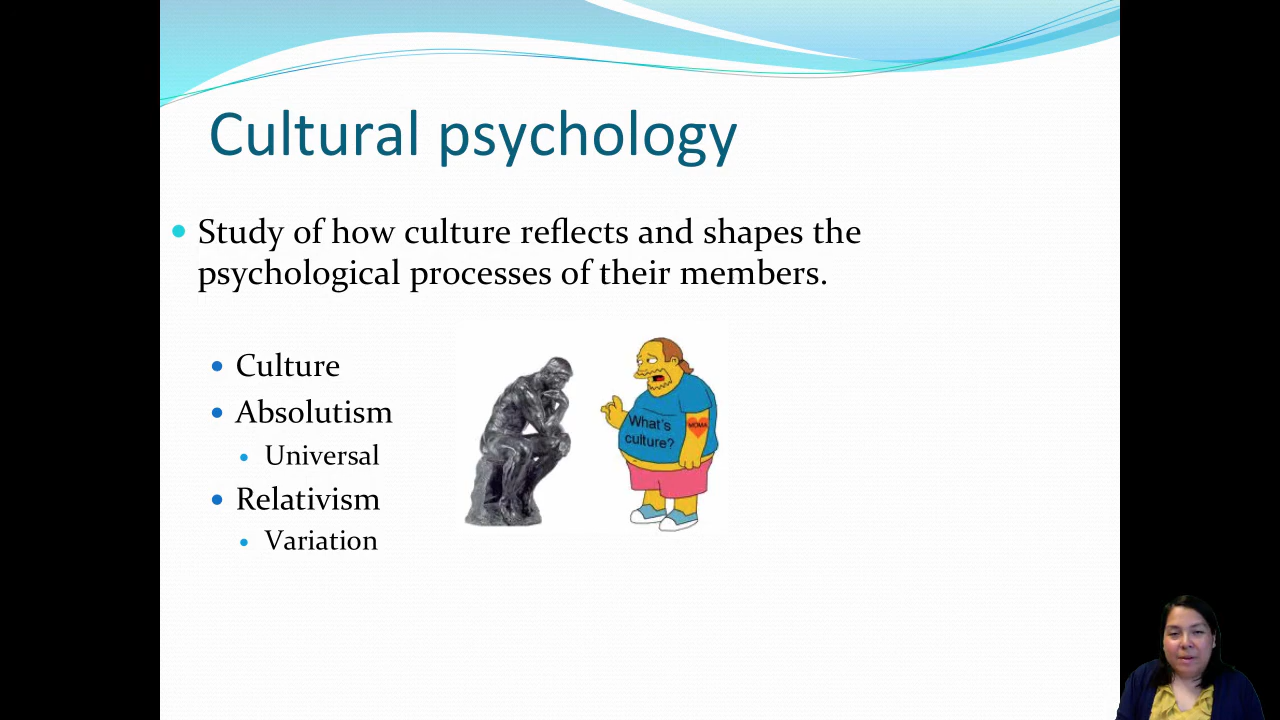 Cultural psychology
Study of how culture reflects and shapes the
psychological processes of their members.
Culture
Absolutism
Universal
Relativism
Variation
What's
culture?
MOMA